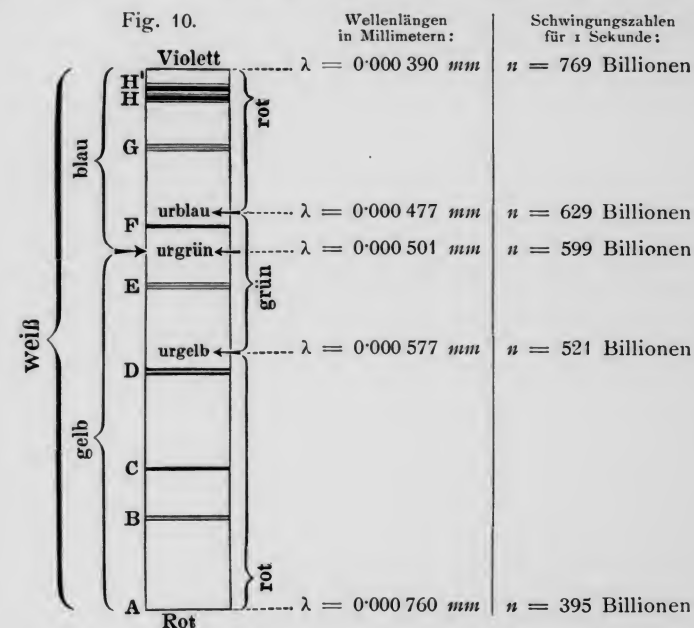 Fig. 10.
Wellenlängen
in Millimetern:
Schwingungszahlen
für 1 Sekunde:
Violett
λ = 0·000 390 mm
n = 769 Billionen
H'
H
rot
G
blau
urblau
λ = 0·000 477 mm
n = 629 Billionen
F
urgrün
λ = 0·000 501 mm
n = 599 Billionen
E
grün
weiß
urgelb
λ = 0·000 577 mm
n = 521 Billionen
D
gelb
C
B
rot
A
λ = 0·000 760 mm
n = 395 Billionen
Rot